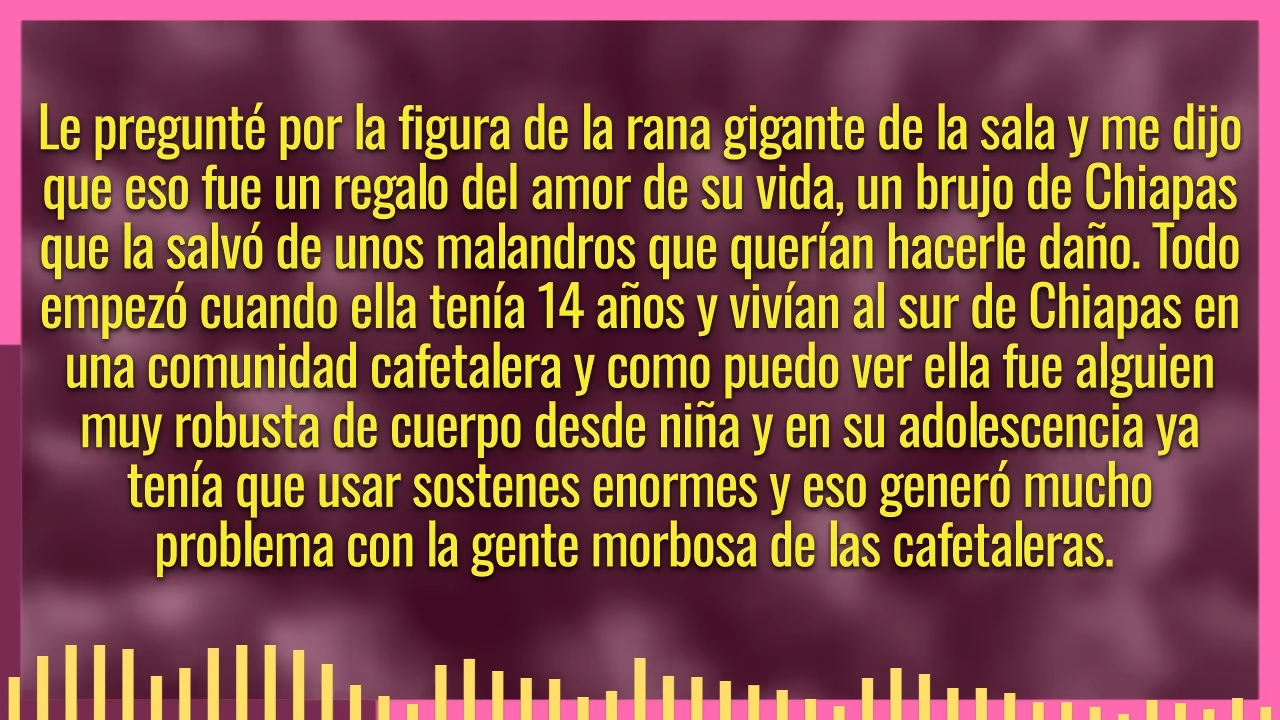 Le pregunté por la figura de la rana gigante de la sala y me dijo
que eso fue un regalo del amor de su vida, un brujo de Chiapas
que la salvó de unos malandros que querían hacerle daño. Todo
empezó cuando ella tenía 14 años y vivían al sur de Chiapas en
una comunidad cafetalera y como puedo ver ella fue alguien
muy robusta de cuerpo desde niña y en su adolescencia ya
tenía que usar sostenes enormes y eso generó mucho
problema con la gente morbosa de las cafetaleras.